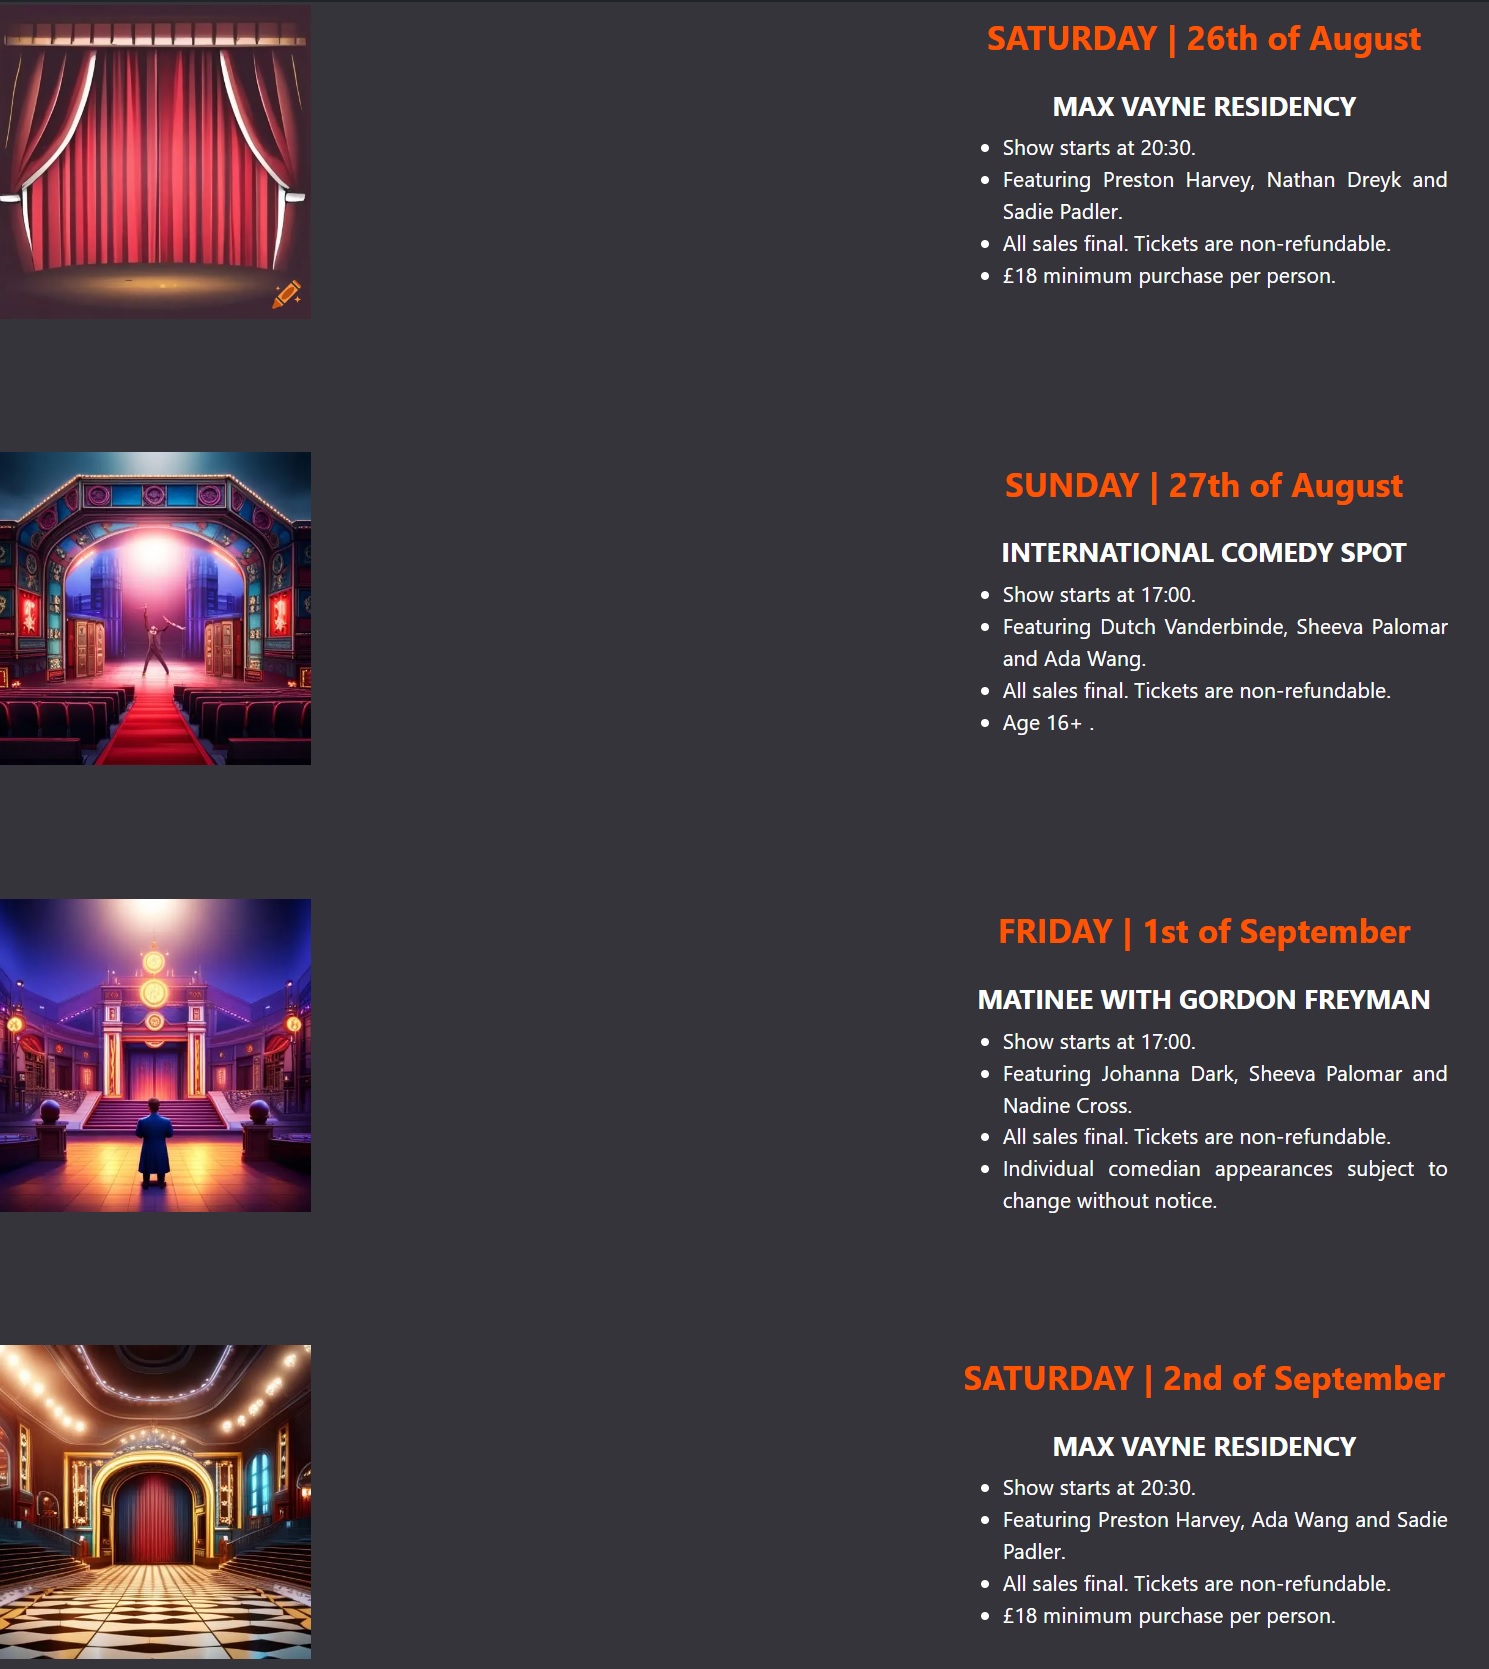 SATURDAY | 26th of August
MAX VAYNE RESIDENCY
Show starts at 20:30.
Featuring Preston Harvey, Nathan Dreyk and
Sadie Padler.
All sales final. Tickets are non-refundable.
£18 minimum purchase per person.
SUNDAY | 27th of August
INTERNATIONAL COMEDY SPOT
Show starts at 17:00.
Featuring Dutch Vanderbinde, Sheeva Palomar
and Ada Wang.
All sales final. Tickets are non-refundable.
Age 16+ .
FRIDAY | 1st of September
MATINEE WITH GORDON FREYMAN
Show starts at 17:00.
Featuring Johanna Dark, Sheeva Palomar and
Nadine Cross.
All sales final. Tickets are non-refundable.
Individual comedian appearances subject to
change without notice.
SATURDAY | 2nd of September
MAX VAYNE RESIDENCY
Show starts at 20:30.
Featuring Preston Harvey, Ada Wang and Sadie
Padler.
All sales final. Tickets are non-refundable.
£18 minimum purchase per person.